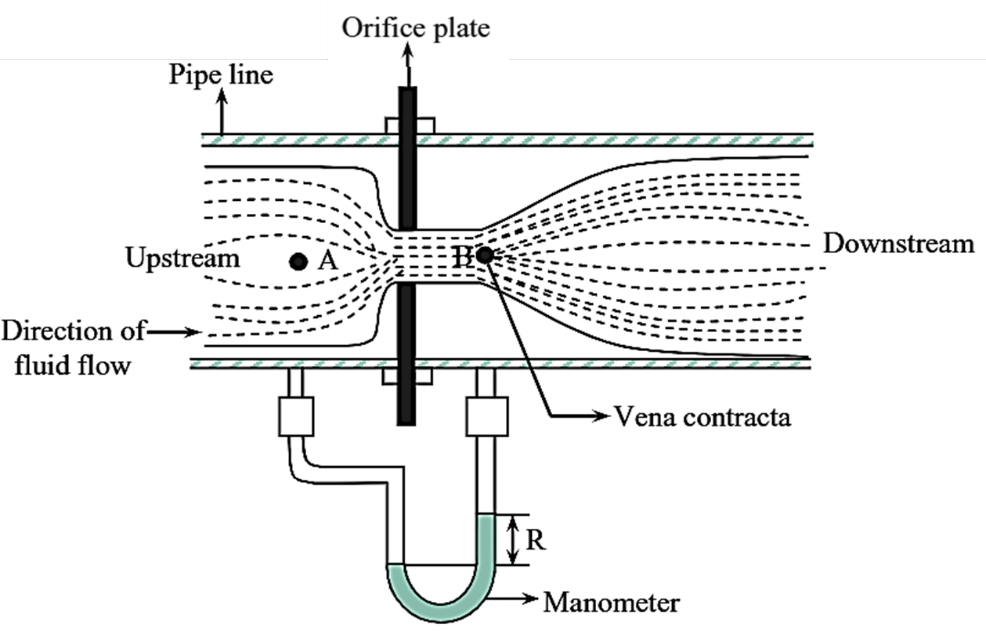 Orifice plate
Pipe line
Upstream
A
B
Downstream
Direction of
fluid flow
Vena contracta
R
Manometer